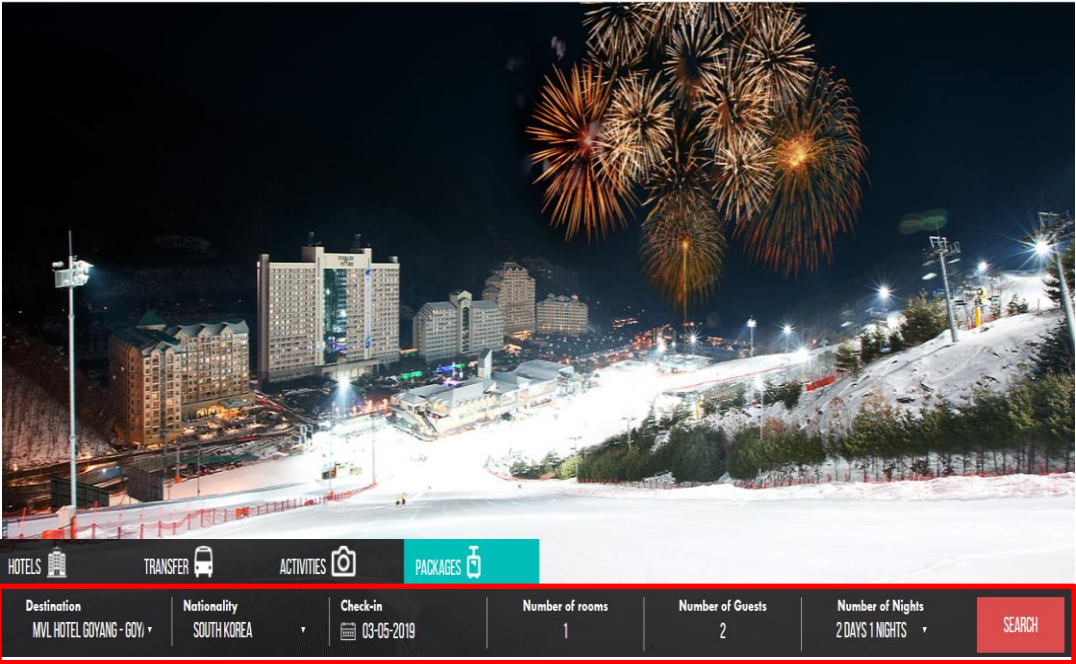 HOTELS
TRANSFER
ACTIVITIES
PACKAGES
Destination
Nationality
Check-in
Number of rooms
Number of Guests
Number of Nights
MVL HOTEL GOYANG - GOY
SOUTH KOREA
03-05-2019
1
2
2 DAYS 1 NIGHTS
SEARCH